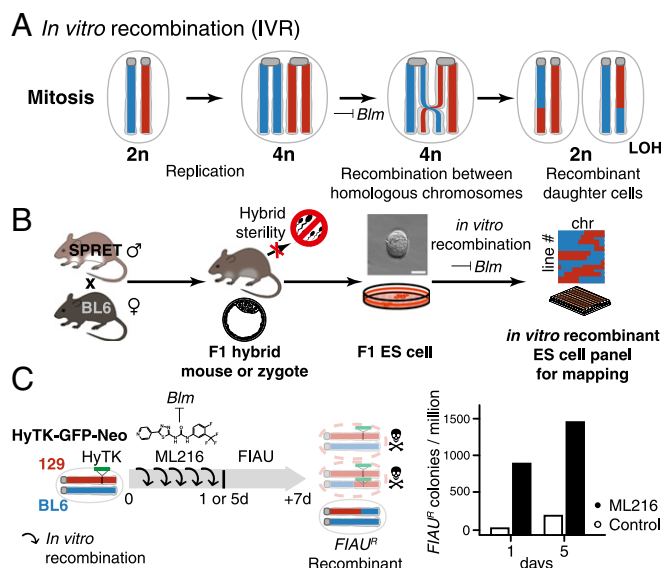 A In vitro recombination (IVR)
Mitosis
Blm
2n
4n
4n
2n
LOH
Replication
Recombination between
homologous chromosomes
Recombinant
daughter cells
B
SPRET ♂
x
BL6 ♀
Hybrid
sterility
F1 hybrid
mouse or zygote
F1 ES cell
in vitro
recombination
Blm
chr
line #
in vitro recombinant
ES cell panel
for mapping
C
HyTK-GFP-Neo
HyTK
129
BL6
Blm
ML216
FIAU
0
1 or 5d
+7d
In vitro
recombination
FIAUR
Recombinant
FIAUR colonies / million
1500
1000
500
0
1
5
days
ML216
Control